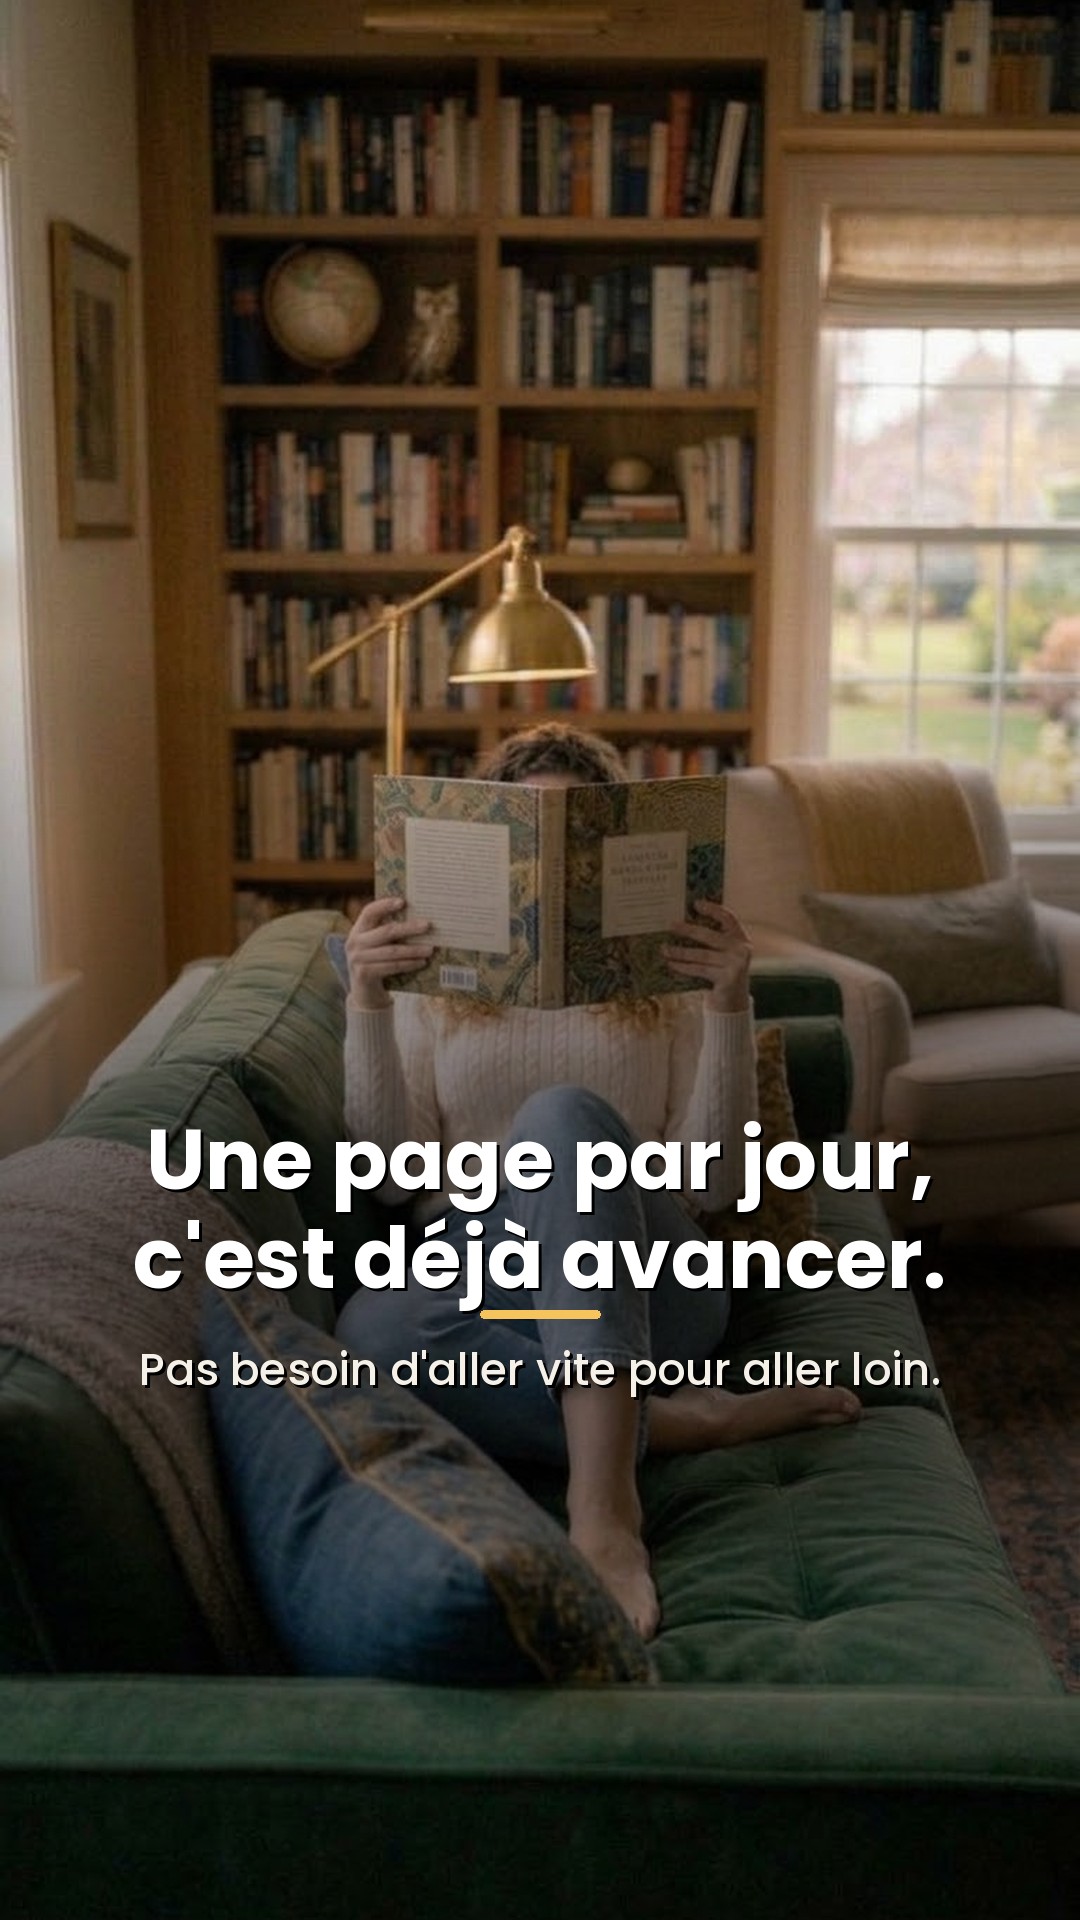 Une page par jour,
c'est déjà avancer.
Pas besoin d'aller vite pour aller loin.